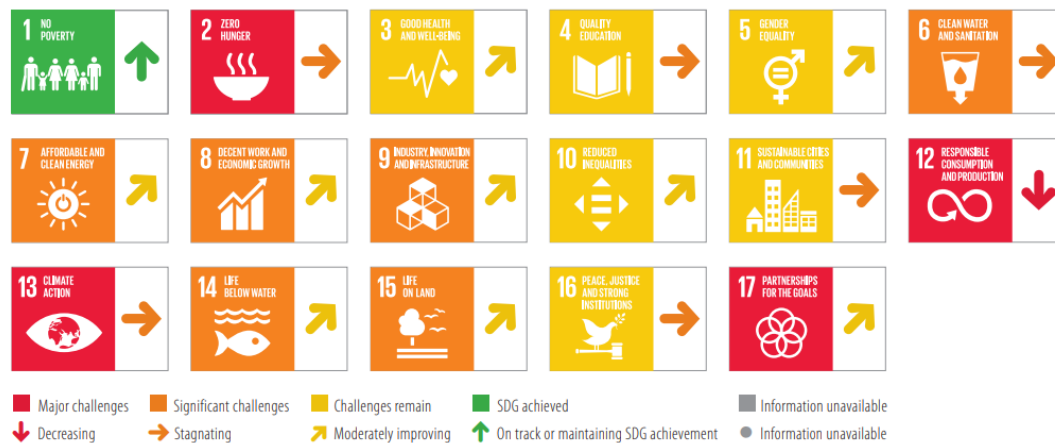 1 NO
POVERTY
2 ZERO
HUNGER
3 GOOD HEALTH
AND WELL-BEING
4 QUALITY
EDUCATION
5 GENDER
EQUALITY
6 CLEAN WATER
AND SANITATION
7 AFFORDABLE AND
CLEAN ENERGY
8 DECENT WORK AND
ECONOMIC GROWTH
9 INDUSTRY, INNOVATION
AND INFRASTRUCTURE
10 REDUCED
INEQUALITIES
11 SUSTAINABLE CITIES
AND COMMUNITIES
12 RESPONSIBLE
CONSUMPTION
AND PRODUCTION
13 CLIMATE
ACTION
14 LIFE
BELOW WATER
15 LIFE
ON LAND
16 PEACE, JUSTICE
AND STRONG
INSTITUTIONS
17 PARTNERSHIPS
FOR THE GOALS
Major challenges Significant challenges Challenges remain SDG achieved Information unavailable
Decreasing Stagnating Moderately improving On track or maintaining SDG achievement Information unavailable